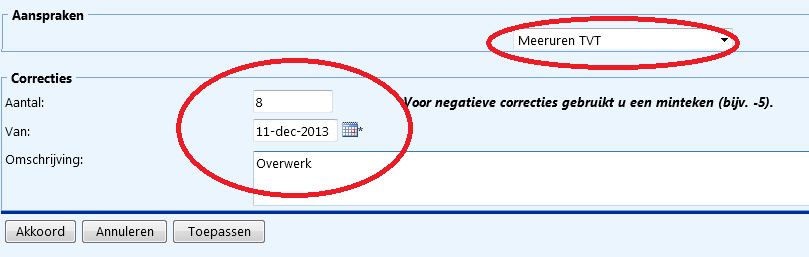 Aanspraken
Meeruren TVT
Correcties
Aantal: 8 Voor negatieve correcties gebruikt u een minteken (bijv. -5).
Van: 11-dec-2013 *
Omschrijving: Overwerk
Akkoord Annuleren Toepassen